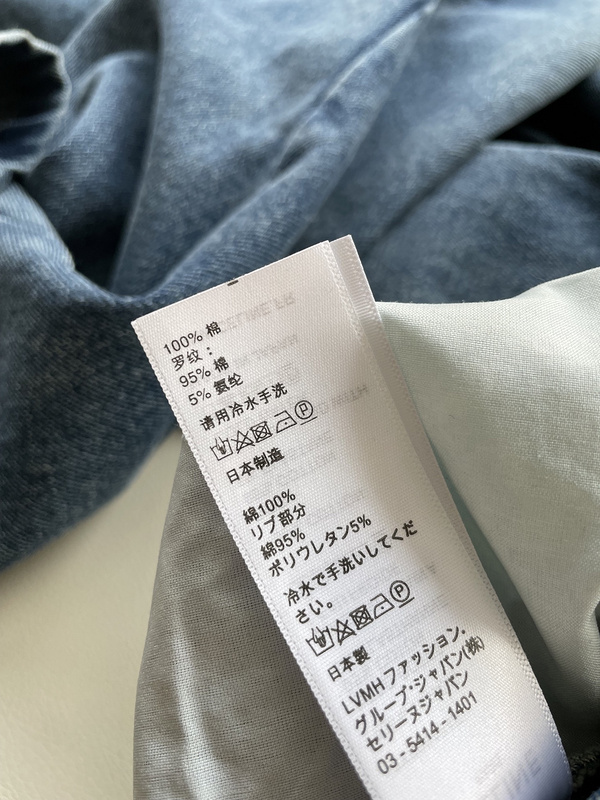 100% 棉
罗纹：
95% 棉
5% 氨纶
请用冷水手洗
P
日本制造
綿100%
リブ部分
綿95%
ポリウレタン5%
冷水で手洗いしてくだ
さい。
P
日本製
LVMH ファッション.
グループ・ジャパン(株)
セリーヌジャパン
03 - 5414 - 1401